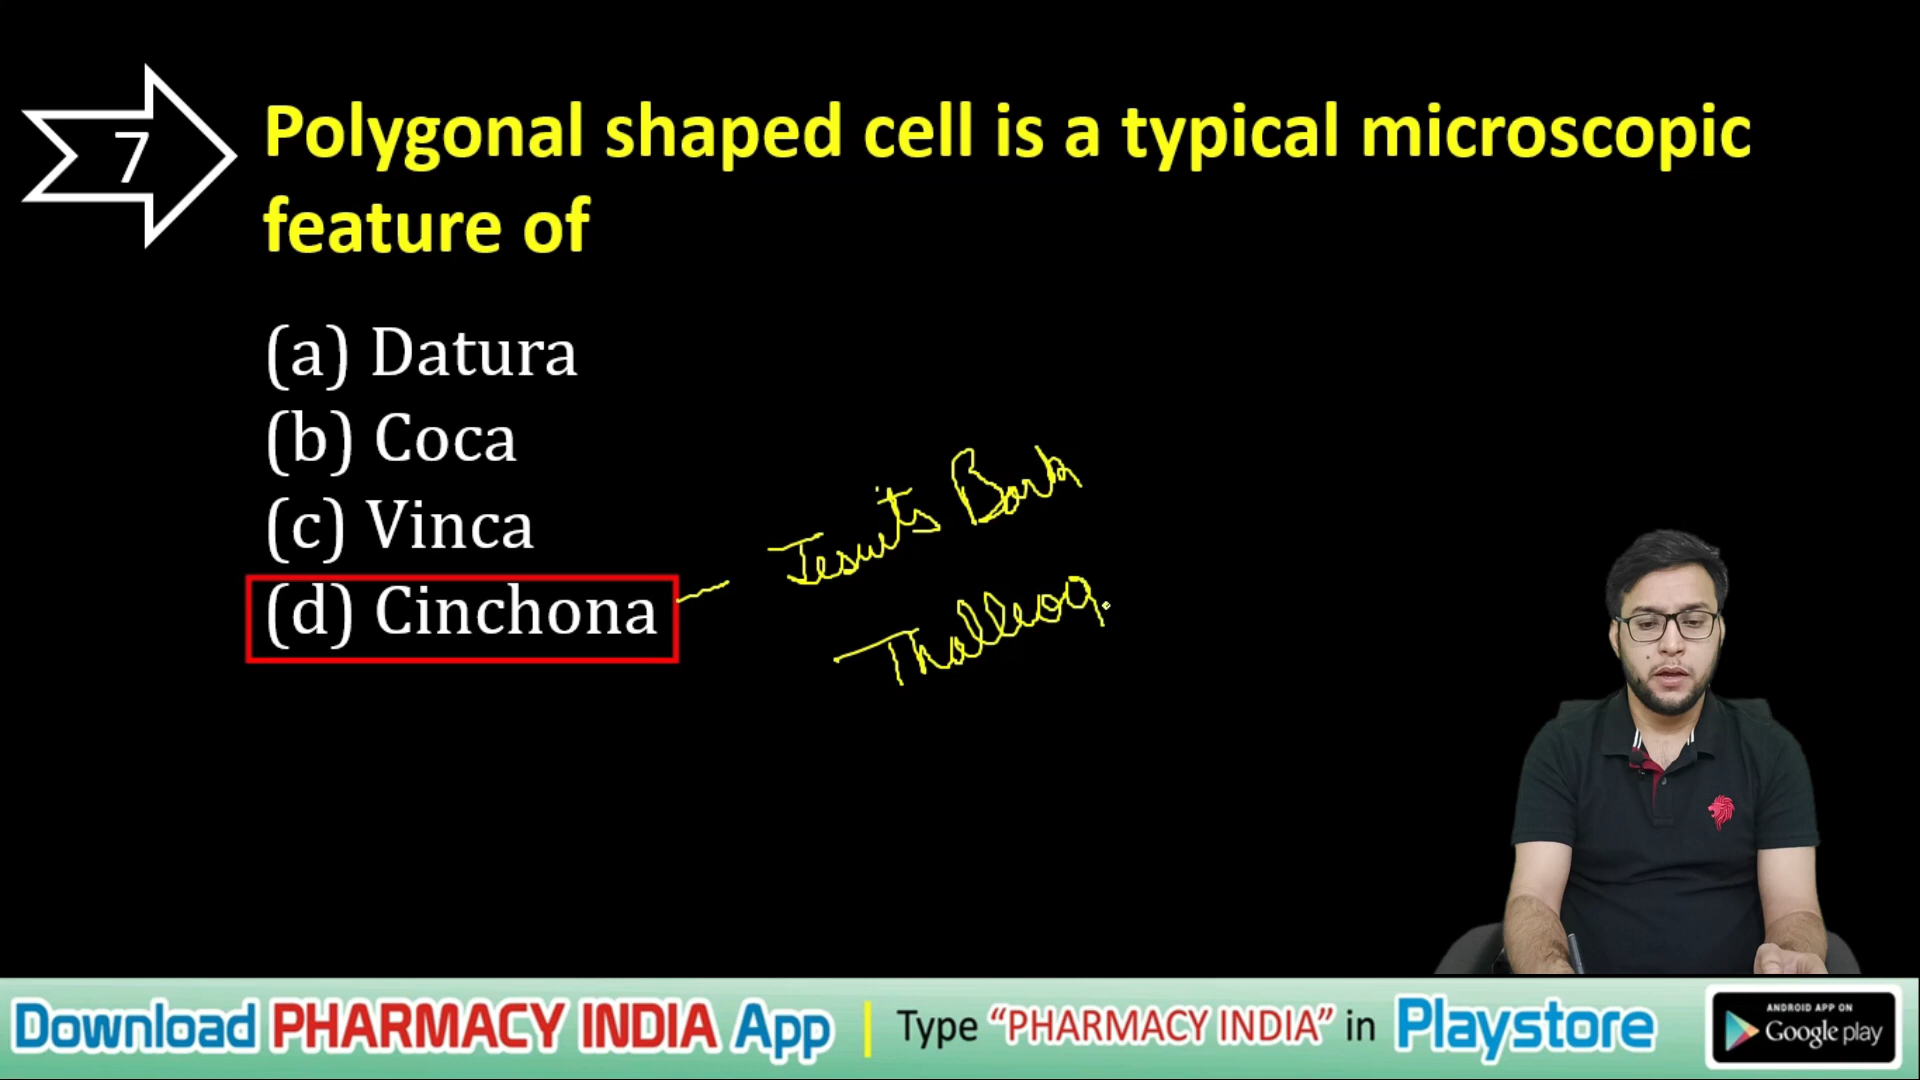 7
Polygonal shaped cell is a typical microscopic
feature of
(a) Datura
(b) Coca
(c) Vinca
(d) Cinchona
Jesuits Bark
Thalleoq.
Download PHARMACY INDIA App | Type “PHARMACY INDIA” in Playstore
ANDROID APP ON
Google play